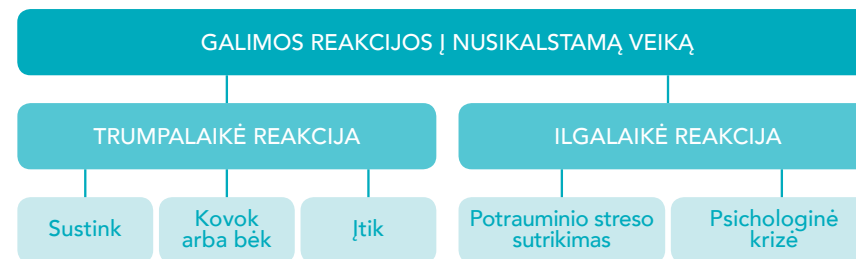 GALIMOS REAKCIJOS Į NUSIKALSTAMĄ VEIKĄ
TRUMPALAIKĖ REAKCIJA
ILGALAIKĖ REAKCIJA
Sustink
Kovok
arba bėk
Įtik
Potrauminio streso
sutrikimas
Psichologinė
krizė